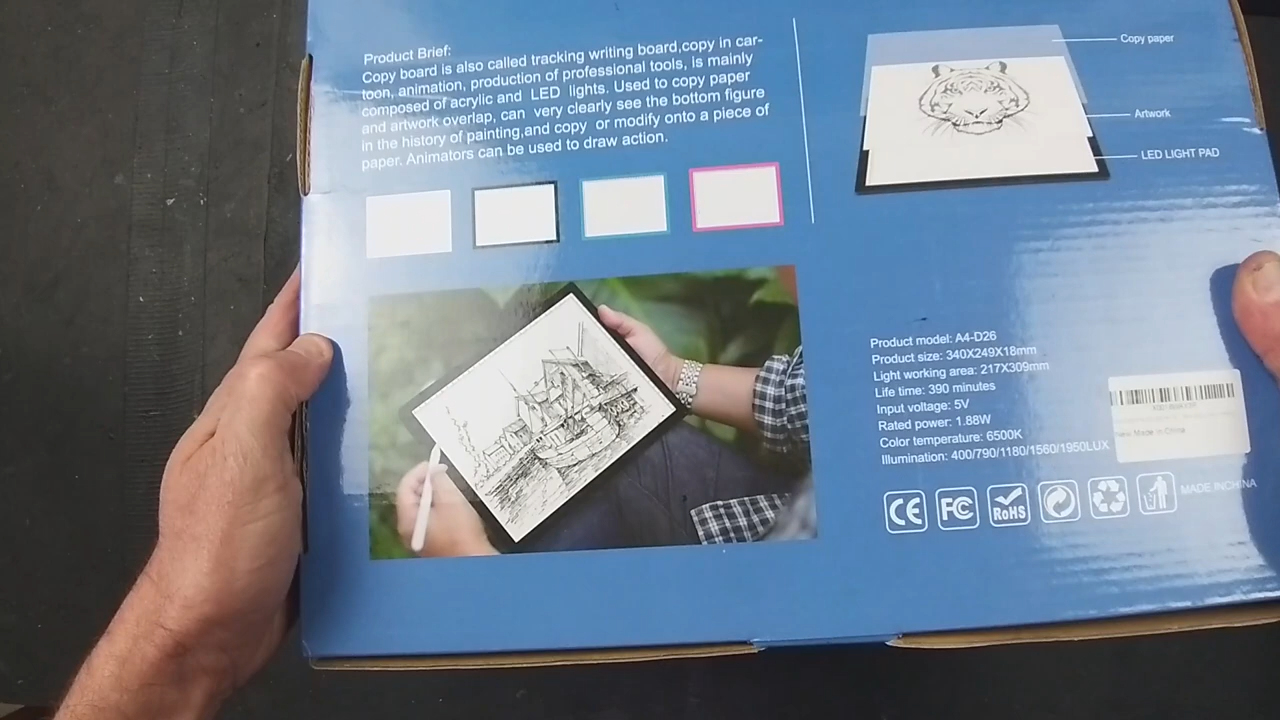 Product Brief:
Copy board is also called tracking writing board,copy in car-
toon, animation, production of professional tools, is mainly
composed of acrylic and LED lights. Used to copy paper
and artwork overlap, can very clearly see the bottom figure
in the history of painting,and copy or modify onto a piece of
paper. Animators can be used to draw action.
Copy paper
Artwork
LED LIGHT PAD
Product model: A4-D26
Product size: 340X249X18mm
Light working area: 217X309mm
Life time: 390 minutes
Input voltage: 5V
Rated power: 1.88W
Color temperature: 6500K
Illumination: 400/790/1180/1560/1950LUX
New Made in China
CE FC RoHS MADE INCHINA